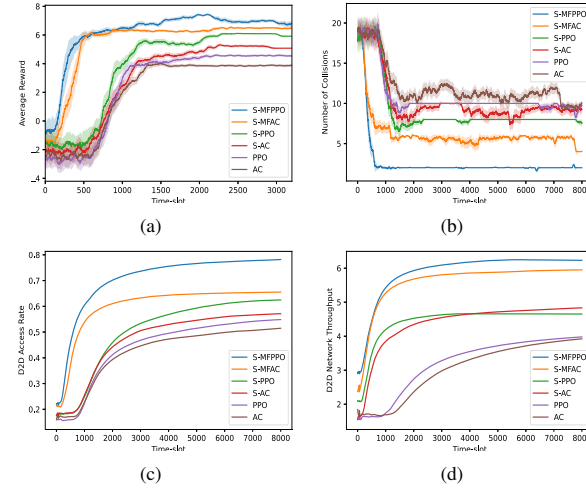 Average Reward
8
6
4
2
0
−2
−4
0 500 1000 1500 2000 2500 3000
Time-slot
S-MFPPO
S-MFAC
S-PPO
S-AC
PPO
AC
(a)
Number of Collisions
20
15
10
5
0 1000 2000 3000 4000 5000 6000 7000 8000
Time-slot
S-MFPPO
S-MFAC
S-PPO
S-AC
PPO
AC
(b)
D2D Access Rate
0.8
0.7
0.6
0.5
0.4
0.3
0.2
0 1000 2000 3000 4000 5000 6000 7000 8000
Time-slot
S-MFPPO
S-MFAC
S-PPO
S-AC
PPO
AC
(c)
D2D Network Throughput
6
5
4
3
2
0 1000 2000 3000 4000 5000 6000 7000 800
Time-slot
S-MFPPO
S-MFAC
S-PPO
S-AC
PPO
AC
(d)